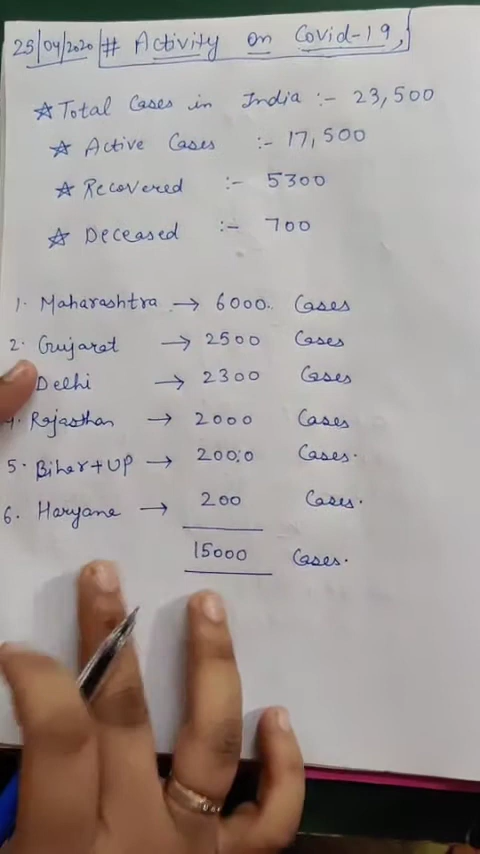 25/04/2020 # Activity on Covid-19,
☆ Total Cases in India :- 23,500
☆ Active Cases :- 17,500
☆ Recovered :- 5300
☆ Deceased :- 700
1. Maharashtra → 6000.. Cases
2. Gujarat → 2500 Cases
Delhi → 2300 Cases
4. Rajasthan → 2000 Cases
5. Bihar+UP → 2000 Cases.
6. Haryana → 200 Cases.
15000 Cases.